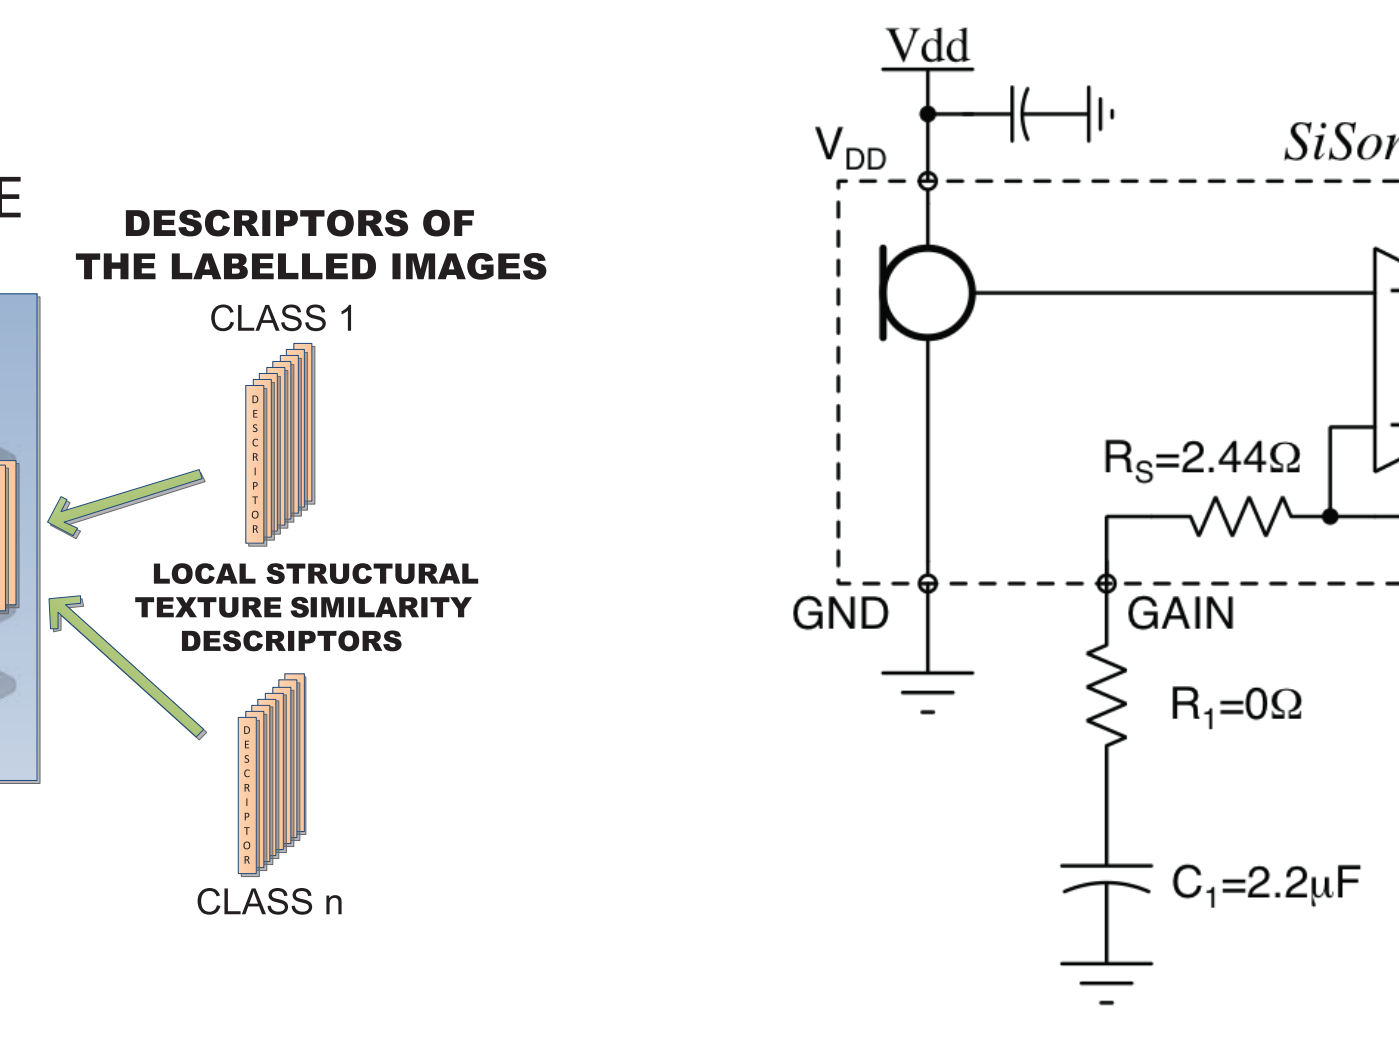 E
DESCRIPTORS OF
THE LABELLED IMAGES
CLASS 1
DESCRIPTOR
LOCAL STRUCTURAL
TEXTURE SIMILARITY
DESCRIPTORS
DESCRIPTOR
CLASS n
Vdd
V_DD
SiSon
R_S=2.44Ω
GND
GAIN
R_1=0Ω
C_1=2.2μF